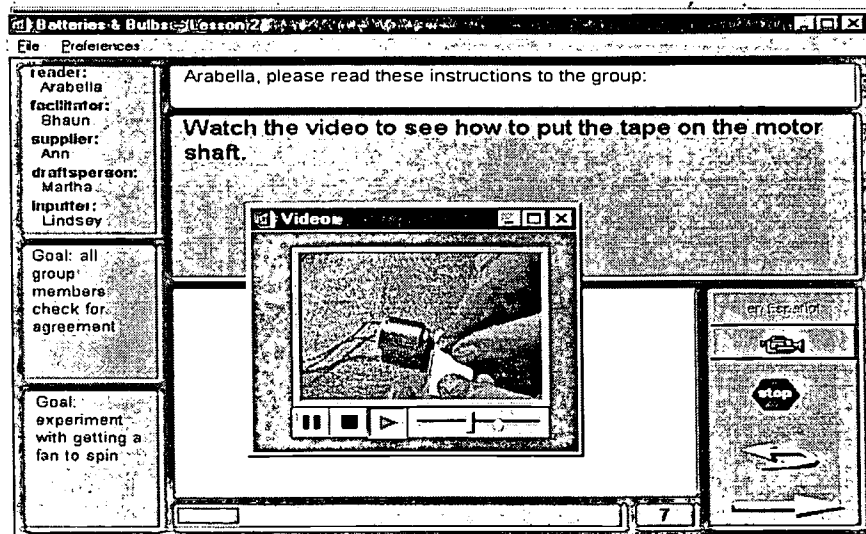 Batteries & Bulbs - Lesson 2
File Preferences
reader:
Arabella
facilitator:
Shaun
supplier:
Ann
draftsperson:
Martha
inputter:
Lindsey
Goal: all
group
members
check for
agreement
Goal:
experiment
with getting a
fan to spin
Arabella, please read these instructions to the group:
Watch the video to see how to put the tape on the motor
shaft.
Video
en Español
stop
7